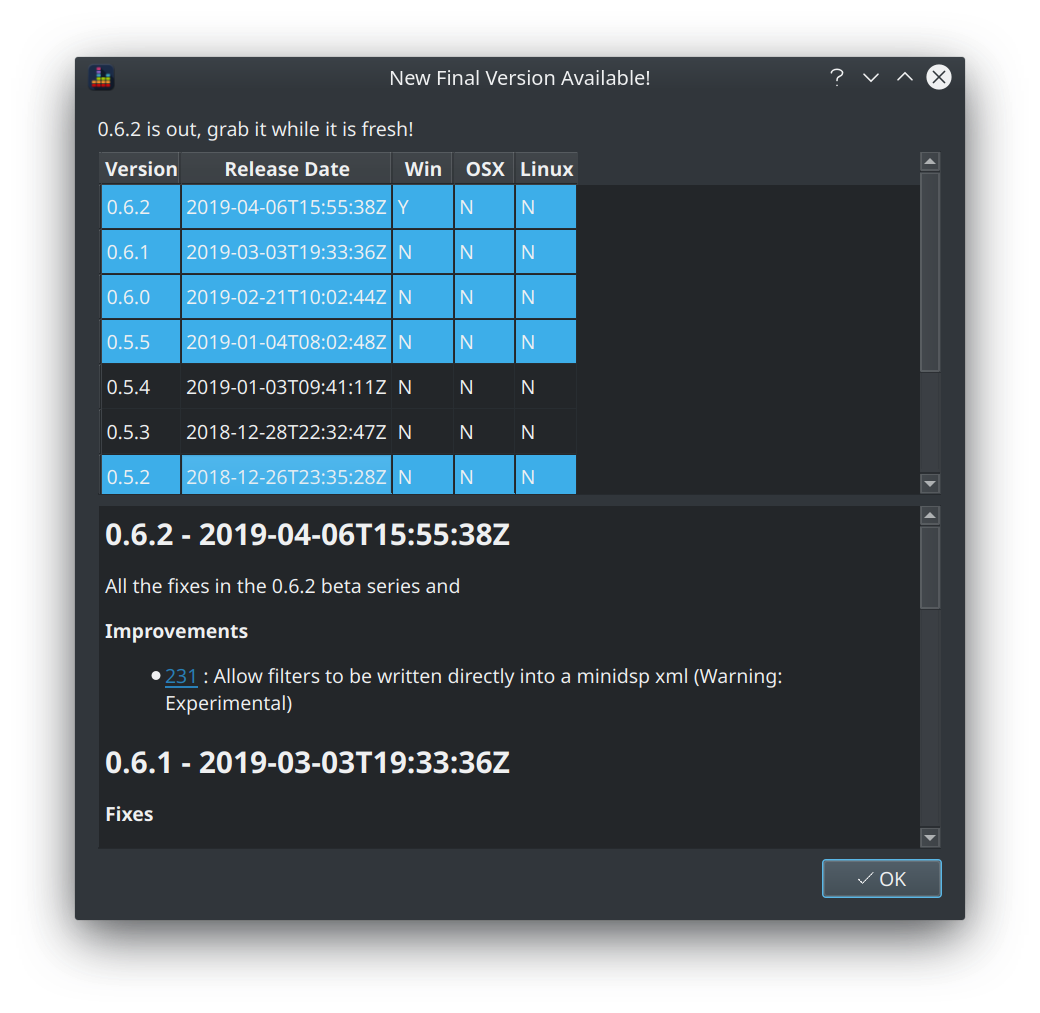 New Final Version Available!
0.6.2 is out, grab it while it is fresh!
Version Release Date Win OSX Linux
0.6.2 2019-04-06T15:55:38Z Y N N
0.6.1 2019-03-03T19:33:36Z N N N
0.6.0 2019-02-21T10:02:44Z N N N
0.5.5 2019-01-04T08:02:48Z N N N
0.5.4 2019-01-03T09:41:11Z N N N
0.5.3 2018-12-28T22:32:47Z N N N
0.5.2 2018-12-26T23:35:28Z N N N
0.6.2 - 2019-04-06T15:55:38Z
All the fixes in the 0.6.2 beta series and
Improvements
231 : Allow filters to be written directly into a minidsp xml (Warning:
Experimental)
0.6.1 - 2019-03-03T19:33:36Z
Fixes
OK